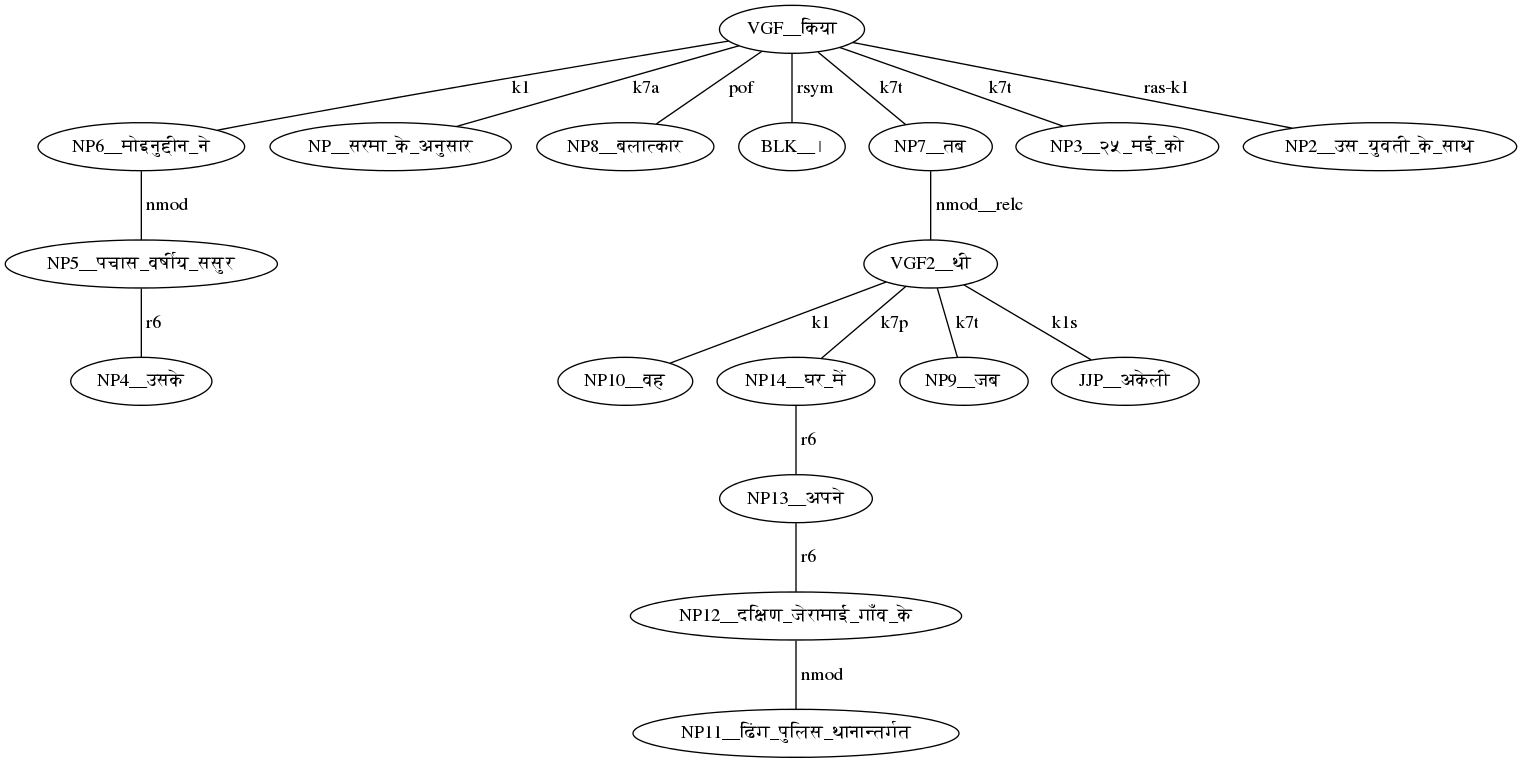 VGF__किया
k1 k7a pof rsym k7t k7t ras-k1
NP6__मोइनुद्दीन_ने NP__सरमा_के_अनुसार NP8__बलात्कार BLK__। NP7__तब NP3__२५_मई_को NP2__उस_युवती_के_साथ
nmod nmod__relc
NP5__पचास_वर्षीय_ससुर VGF2__थी
r6 k1 k7p k7t k1s
NP4__उसके NP10__वह NP14__घर_में NP9__जब JJP__अकेली
r6
NP13__अपने
r6
NP12__दक्षिण_जेरामाई_गाँव_के
nmod
NP11__ढिंग_पुलिस_थानान्तर्गत